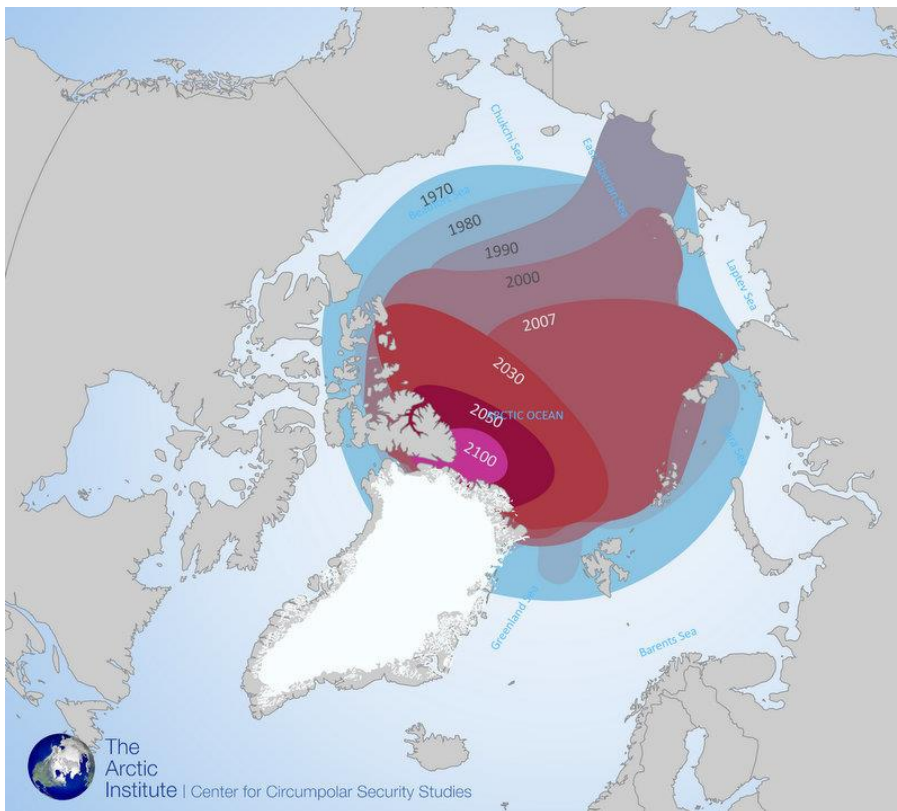 Chukchi Sea
East Siberian Sea
1970
Beaufort Sea
1980
1990
Laptev Sea
2000
2007
2030
2050
ARCTIC OCEAN
Kara Sea
2100
Greenland Sea
Barents Sea
The
Arctic
Institute | Center for Circumpolar Security Studies